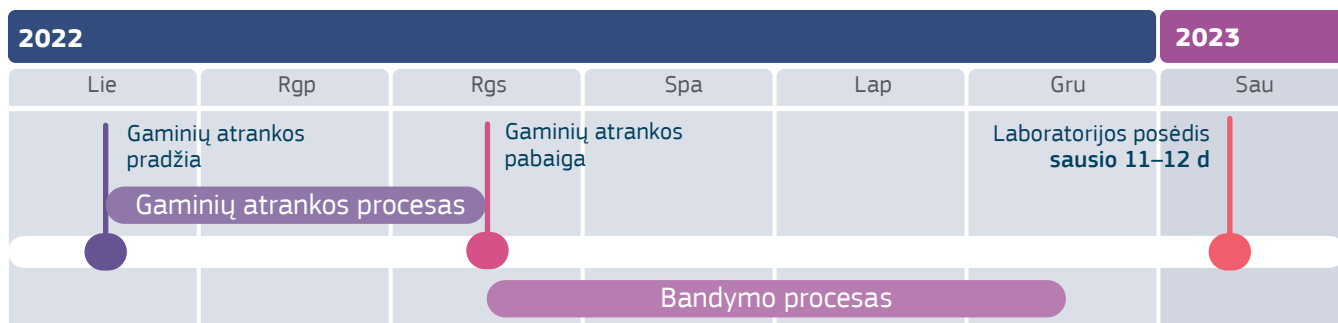 2022
2023
Lie
Rgp
Rgs
Spa
Lap
Gru
Sau
Gaminių atrankos
pradžia
Gaminių atrankos
pabaiga
Laboratorijos posėdis
sausio 11–12 d
Gaminių atrankos procesas
Bandymo procesas